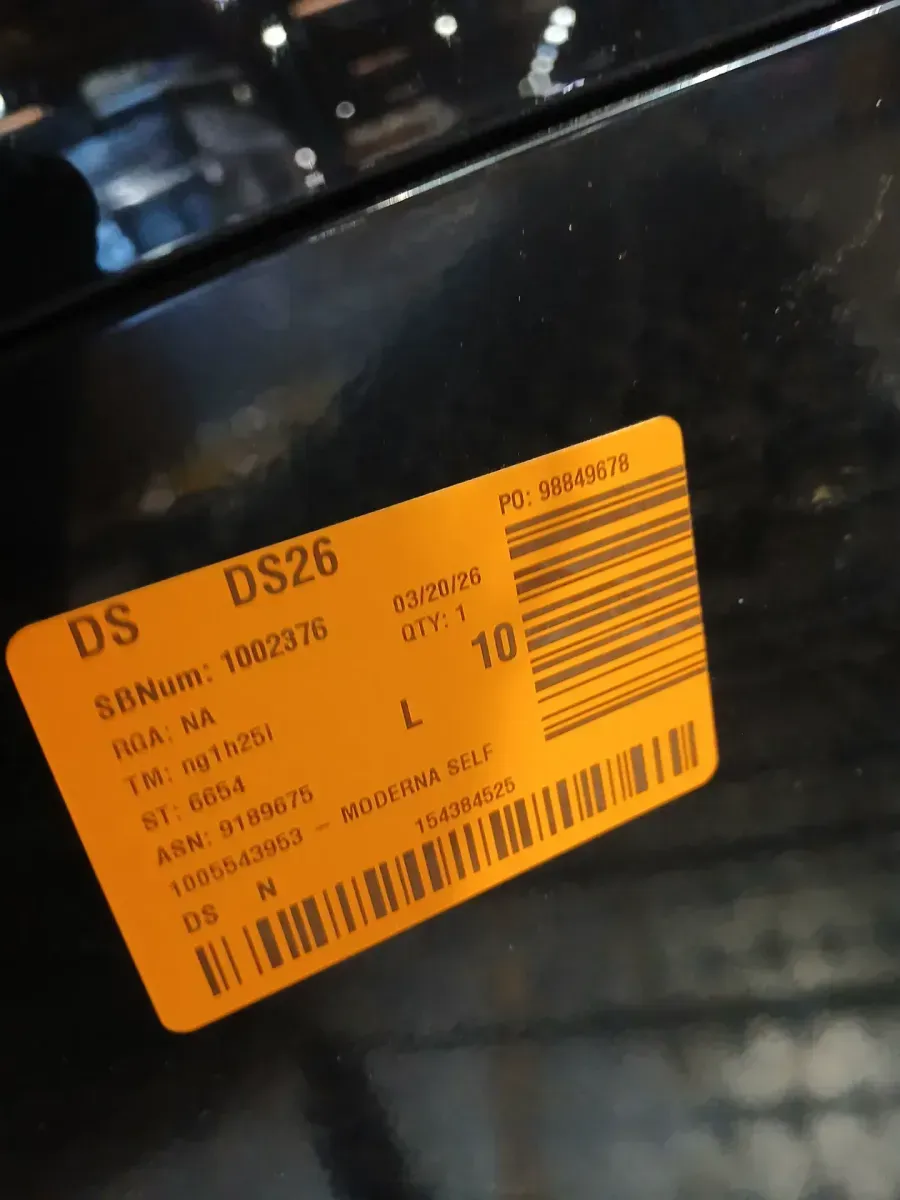 DS DS26
PO: 98849678
SBNum: 1002376 03/20/26
RGA: NA QTY: 1
TM: ng1h25l L 10
ST: 6654
ASN: 9189675
1005543953 - MODERNA SELF
DS N 154384525